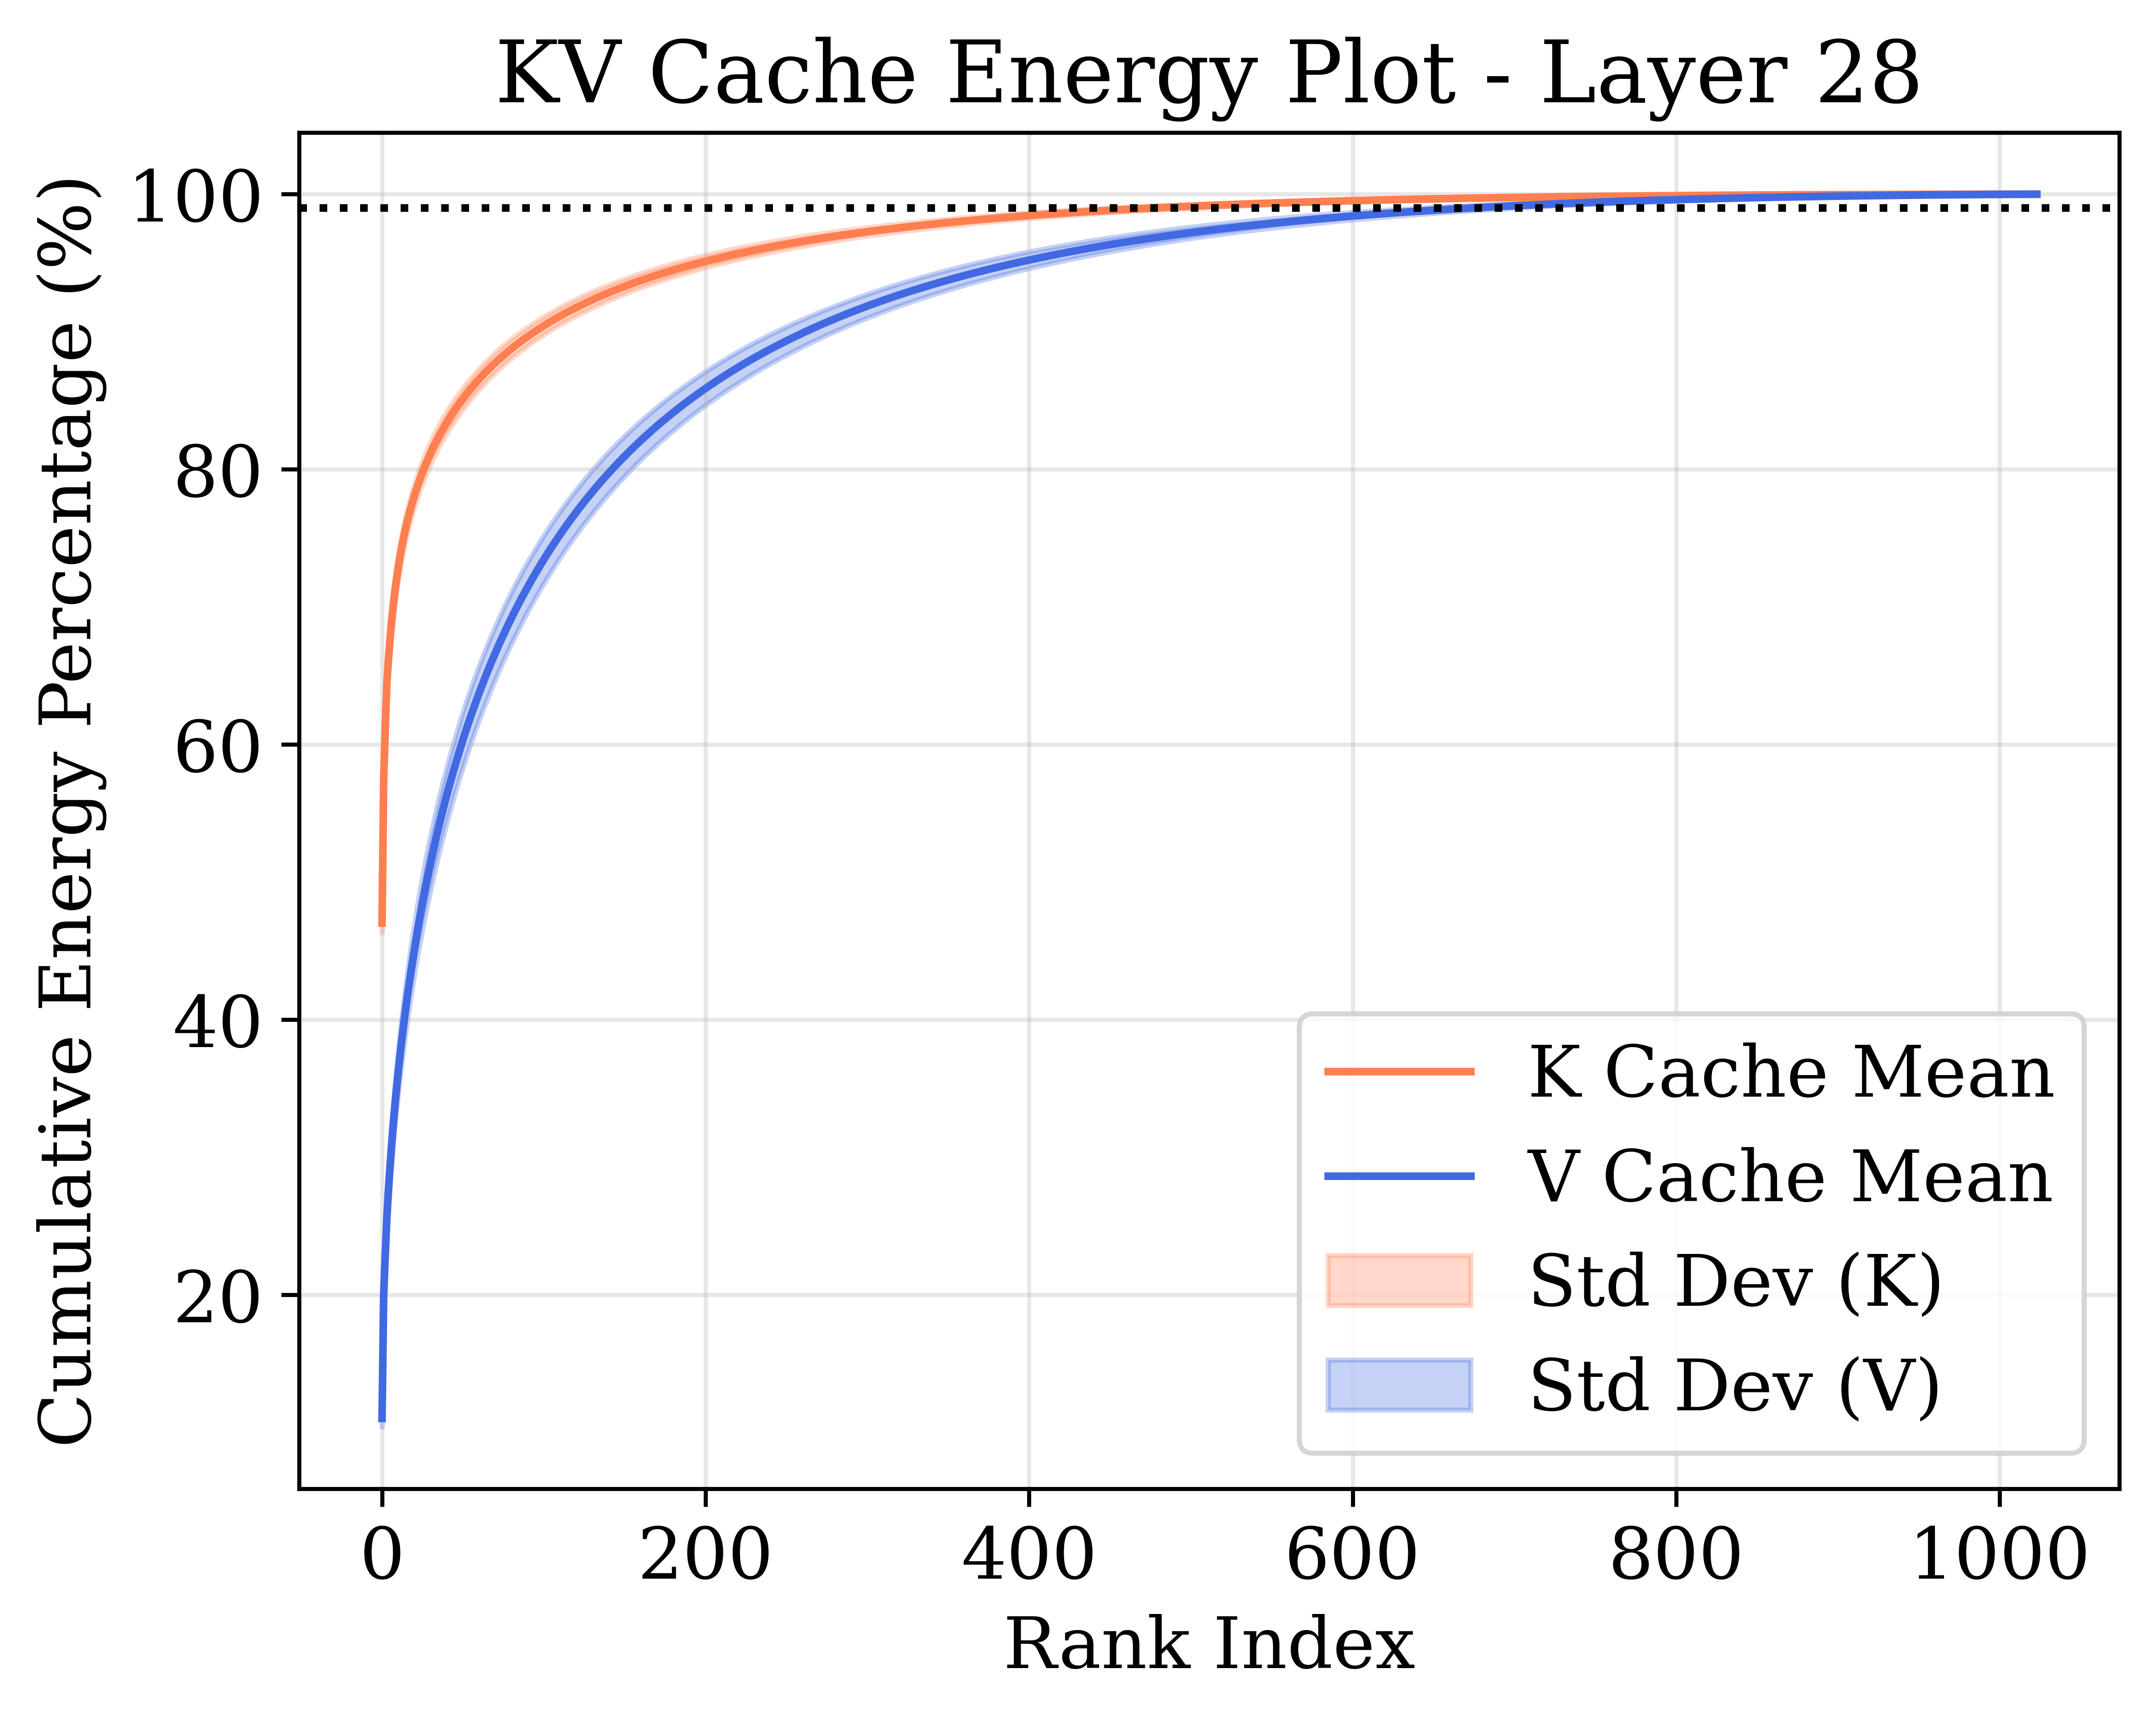 KV Cache Energy Plot - Layer 28
Cumulative Energy Percentage (%)
100
80
60
40
20
K Cache Mean
V Cache Mean
Std Dev (K)
Std Dev (V)
0 200 400 600 800 1000
Rank Index